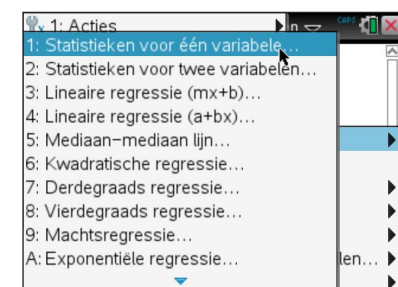 1: Acties
CAPS
1: Statistieken voor één variabele...
2: Statistieken voor twee variabelen...
3: Lineaire regressie (mx+b)...
4: Lineaire regressie (a+bx)...
5: Mediaan-mediaan lijn...
6: Kwadratische regressie...
7: Derdegraads regressie...
8: Vierdegraads regressie...
9: Machtsregressie...
A: Exponentiële regressie...
len...